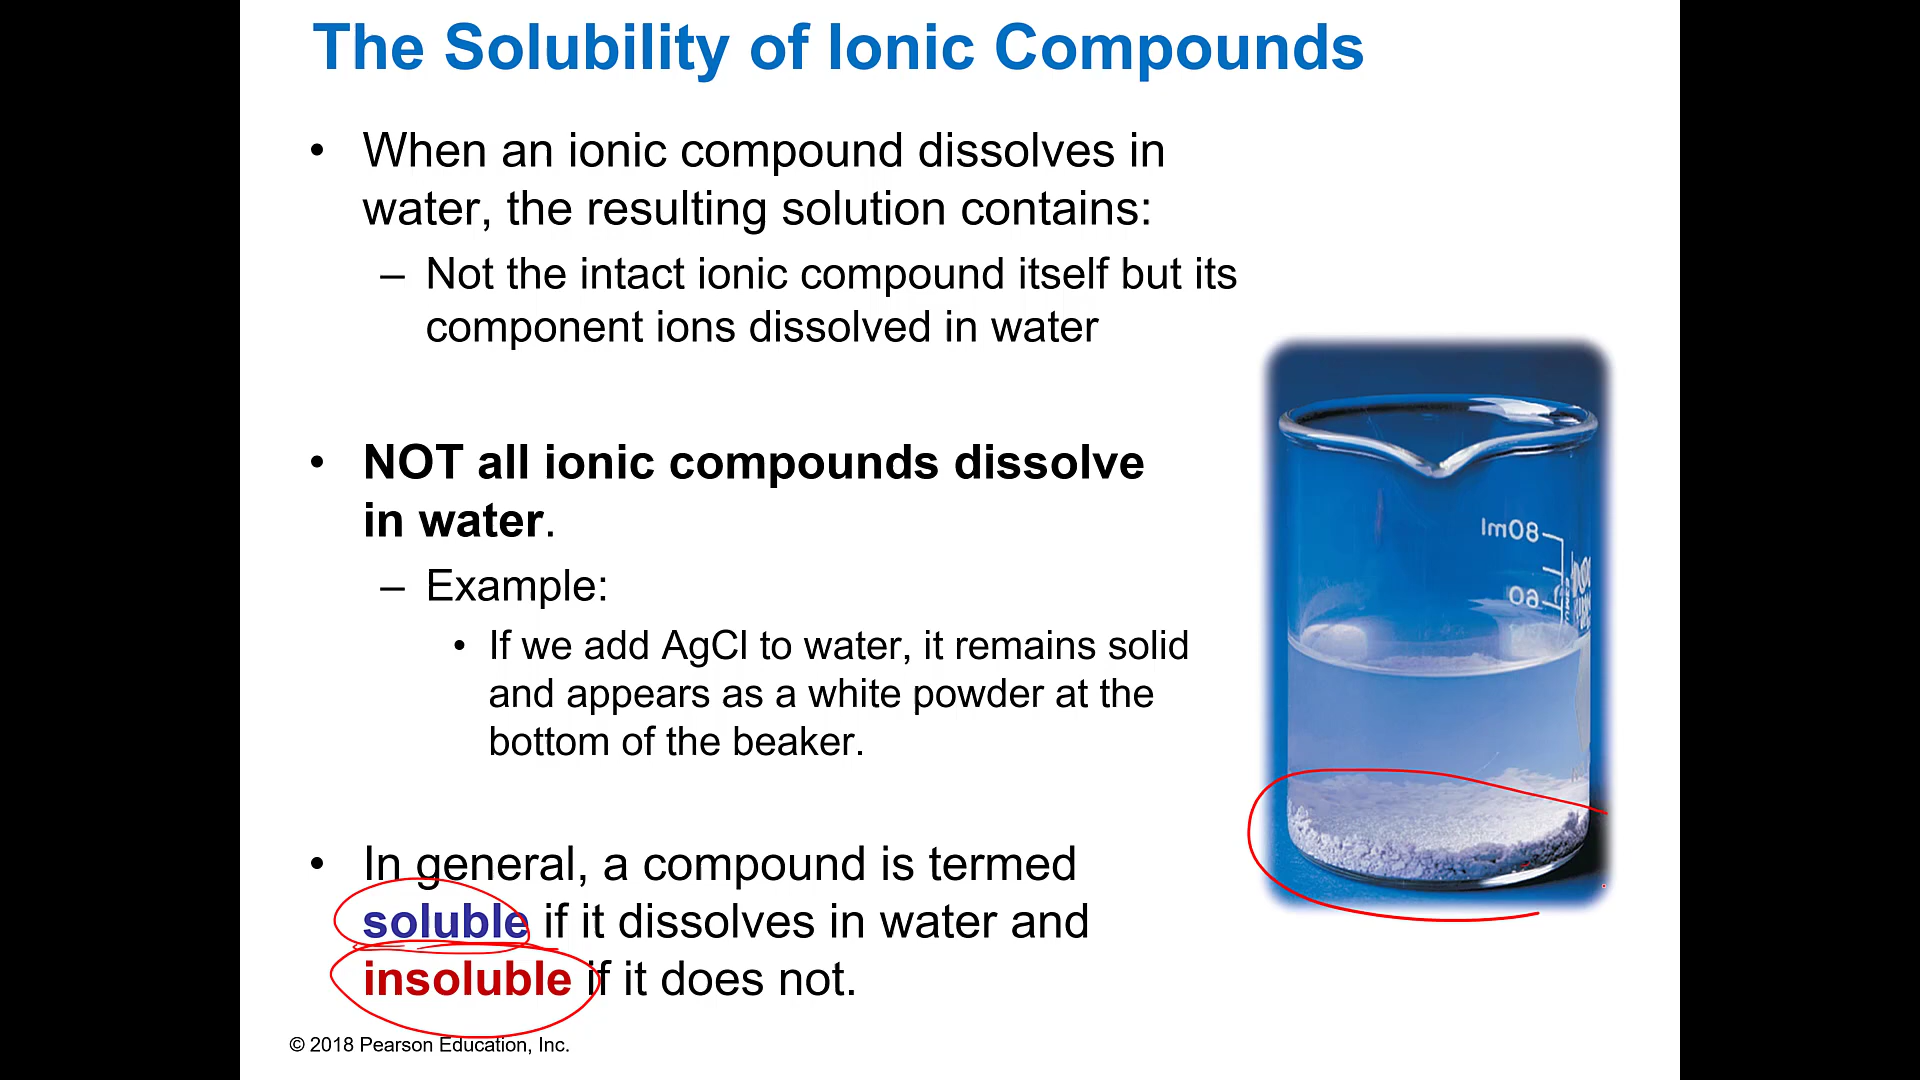 The Solubility of Ionic Compounds
• When an ionic compound dissolves in
water, the resulting solution contains:
– Not the intact ionic compound itself but its
component ions dissolved in water
• NOT all ionic compounds dissolve
in water.
– Example:
• If we add AgCl to water, it remains solid
and appears as a white powder at the
bottom of the beaker.
80ml
60
• In general, a compound is termed
soluble if it dissolves in water and
insoluble if it does not.
© 2018 Pearson Education, Inc.